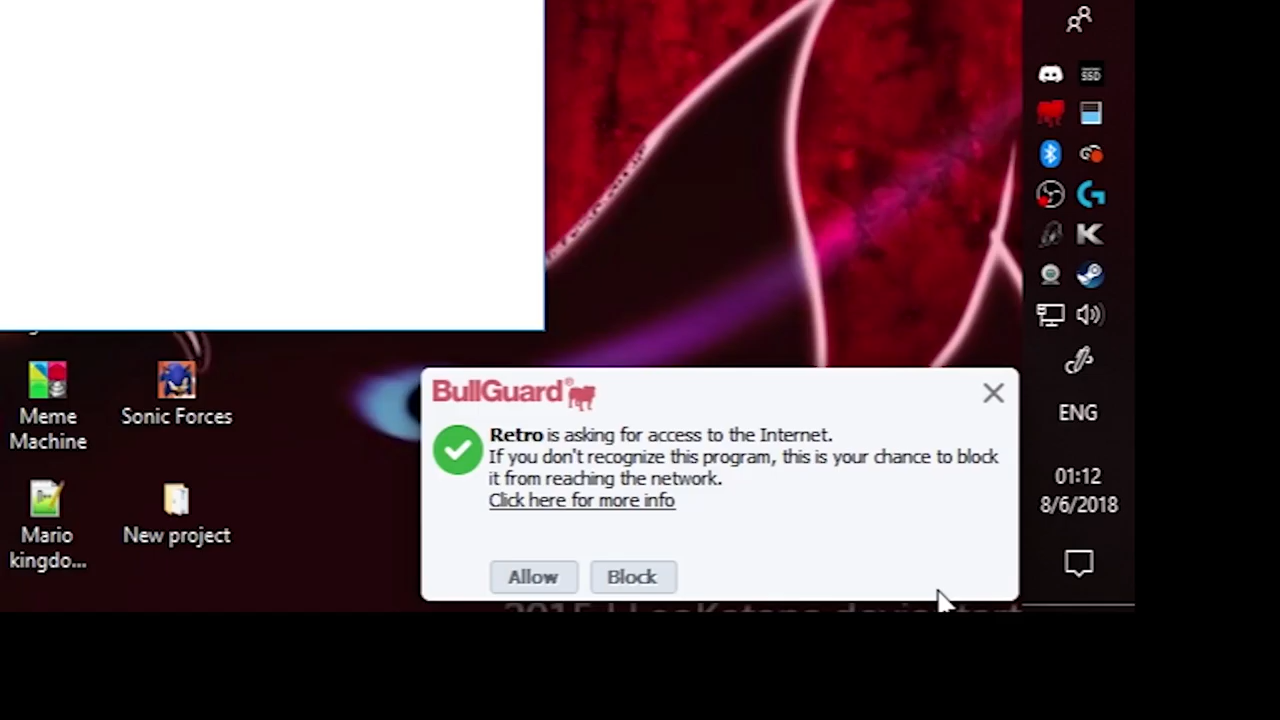 SSD
Meme
Machine
Sonic Forces
Mario
kingdo...
New project
BullGuard®
Retro is asking for access to the Internet.
If you don't recognize this program, this is your chance to block
it from reaching the network.
Click here for more info
Allow
Block
ENG
01:12
8/6/2018